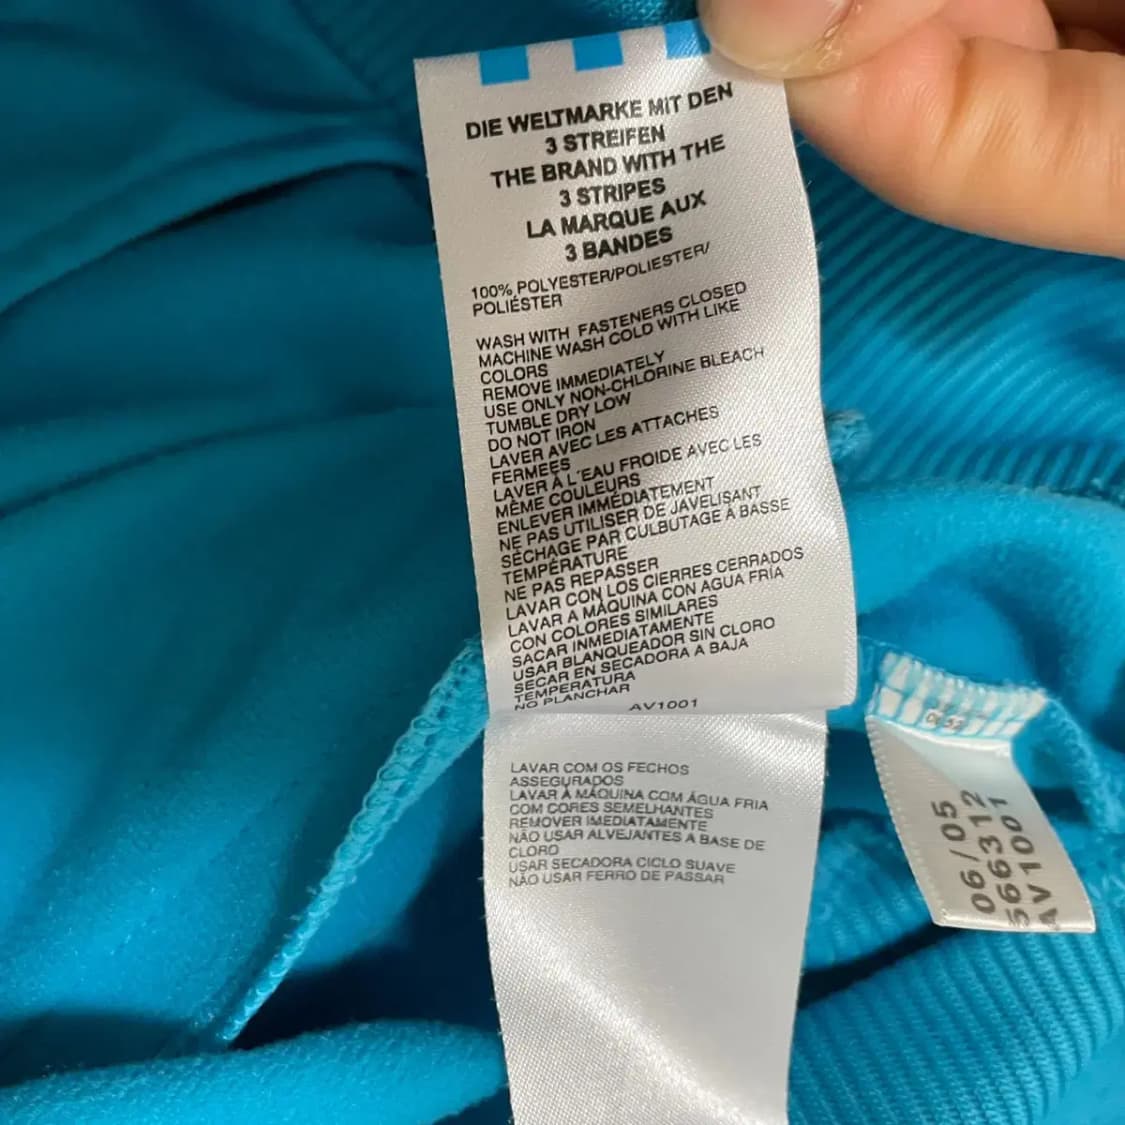 DIE WELTMARKE MIT DEN
3 STREIFEN
THE BRAND WITH THE
3 STRIPES
LA MARQUE AUX
3 BANDES
100% POLYESTER/POLIESTER/
POLIÉSTER
WASH WITH FASTENERS CLOSED
MACHINE WASH COLD WITH LIKE
COLORS
REMOVE IMMEDIATELY
USE ONLY NON-CHLORINE BLEACH
TUMBLE DRY LOW
DO NOT IRON
LAVER AVEC LES ATTACHES
FERMEES
LAVER À L'EAU FROIDE AVEC LES
MÊME COULEURS
ENLEVER IMMÉDIATEMENT
NE PAS UTILISER DE JAVELISANT
SÉCHAGE PAR CULBUTAGE À BASSE
TEMPÉRATURE
NE PAS REPASSER
LAVAR CON LOS CIERRES CERRADOS
LAVAR A MÁQUINA CON AGUA FRÍA
CON COLORES SIMILARES
SACAR INMEDIATAMENTE
USAR BLANQUEADOR SIN CLORO
SECAR EN SECADORA A BAJA
TEMPERATURA
NO PLANCHAR
AV1001
LAVAR COM OS FECHOS
ASSEGURADOS
LAVAR À MÁQUINA COM ÁGUA FRIA
COM CORES SEMELHANTES
REMOVER IMEDIATAMENTE
NÃO USAR ALVEJANTES A BASE DE
CLORO
USAR SECADORA CICLO SUAVE
NÃO USAR FERRO DE PASSAR
06/05
566312
AV1001